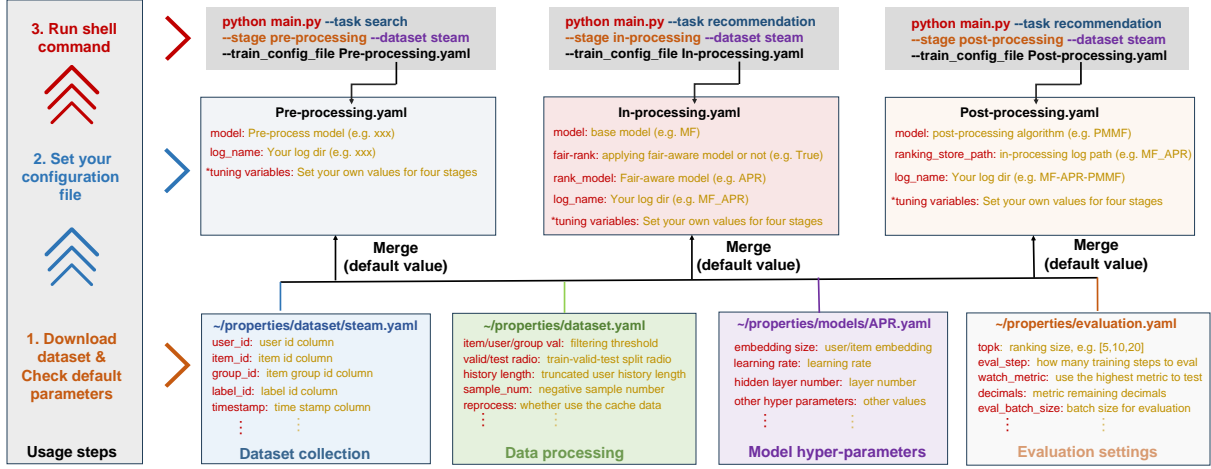 3. Run shell
command
2. Set your
configuration
file
1. Download
dataset &
Check default
parameters
Usage steps
python main.py --task search
--stage pre-processing --dataset steam
--train_config_file Pre-processing.yaml
python main.py --task recommendation
--stage in-processing --dataset steam
--train_config_file In-processing.yaml
python main.py --task recommendation
--stage post-processing --dataset steam
--train_config_file Post-processing.yaml
Pre-processing.yaml
model: Pre-process model (e.g. xxx)
log_name: Your log dir (e.g. xxx)
*tuning variables: Set your own values for four stages
In-processing.yaml
model: base model (e.g. MF)
fair-rank: applying fair-aware model or not (e.g. True)
rank_model: Fair-aware model (e.g. APR)
log_name: Your log dir (e.g. MF_APR)
*tuning variables: Set your own values for four stages
Post-processing.yaml
model: post-processing algorithm (e.g. PMMF)
ranking_store_path: in-processing log path (e.g. MF_APR)
log_name: Your log dir (e.g. MF-APR-PMMF)
*tuning variables: Set your own values for four stages
Merge
(default value)
Merge
(default value)
Merge
(default value)
~/properties/dataset/steam.yaml
user_id: user id column
item_id: item id column
group_id: item group id column
label_id: label id column
timestamp: time stamp column
Dataset collection
~/properties/dataset.yaml
item/user/group val: filtering threshold
valid/test radio: train-valid-test split radio
history length: truncated user history length
sample_num: negative sample number
reprocess: whether use the cache data
Data processing
~/properties/models/APR.yaml
embedding size: user/item embedding
learning rate: learning rate
hidden layer number: layer number
other hyper parameters: other values
Model hyper-parameters
~/properties/evaluation.yaml
topk: ranking size, e.g. [5,10,20]
eval_step: how many training steps to eval
watch_metric: use the highest metric to test
decimals: metric remaining decimals
eval_batch_size: batch size for evaluation
Evaluation settings